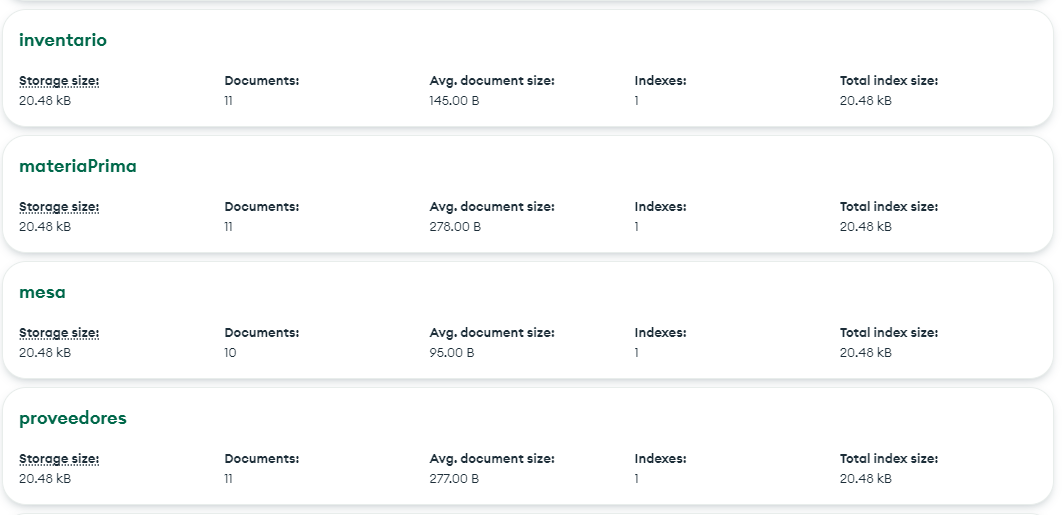 inventario
Storage size: Documents: Avg. document size: Indexes: Total index size:
20.48 kB 11 145.00 B 1 20.48 kB
materiaPrima
Storage size: Documents: Avg. document size: Indexes: Total index size:
20.48 kB 11 278.00 B 1 20.48 kB
mesa
Storage size: Documents: Avg. document size: Indexes: Total index size:
20.48 kB 10 95.00 B 1 20.48 kB
proveedores
Storage size: Documents: Avg. document size: Indexes: Total index size:
20.48 kB 11 277.00 B 1 20.48 kB